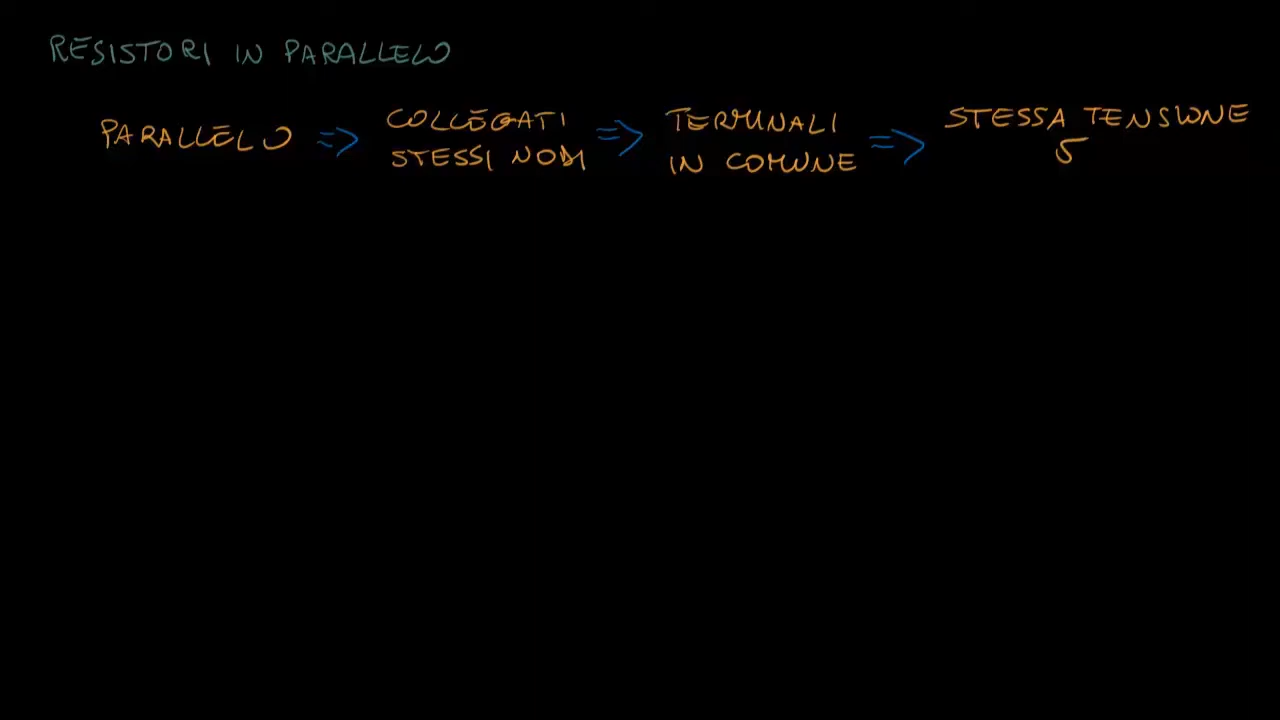 RESISTORI IN PARALLELO
PARALLELO => COLLEGATI STESSI NODI => TERMINALI IN COMUNE => STESSA TENSIONE